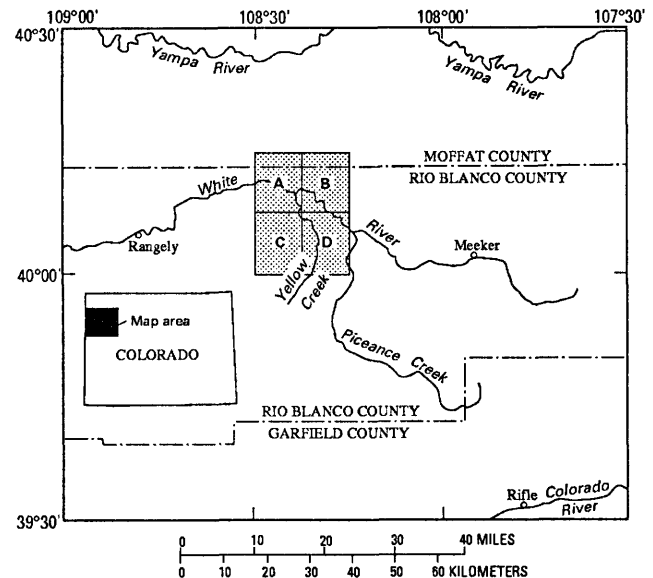 109°00'
108°30'
108°00'
107°30'
40°30'
Yampa River
Yampa River
MOFFAT COUNTY
RIO BLANCO COUNTY
A
B
White
River
Rangely
C
D
Meeker
40°00'
Yellow
Creek
Map area
COLORADO
Piceance Creek
RIO BLANCO COUNTY
GARFIELD COUNTY
Rifle
Colorado
River
39°30'
0 10 20 30 40 MILES
0 10 20 30 40 50 60 KILOMETERS